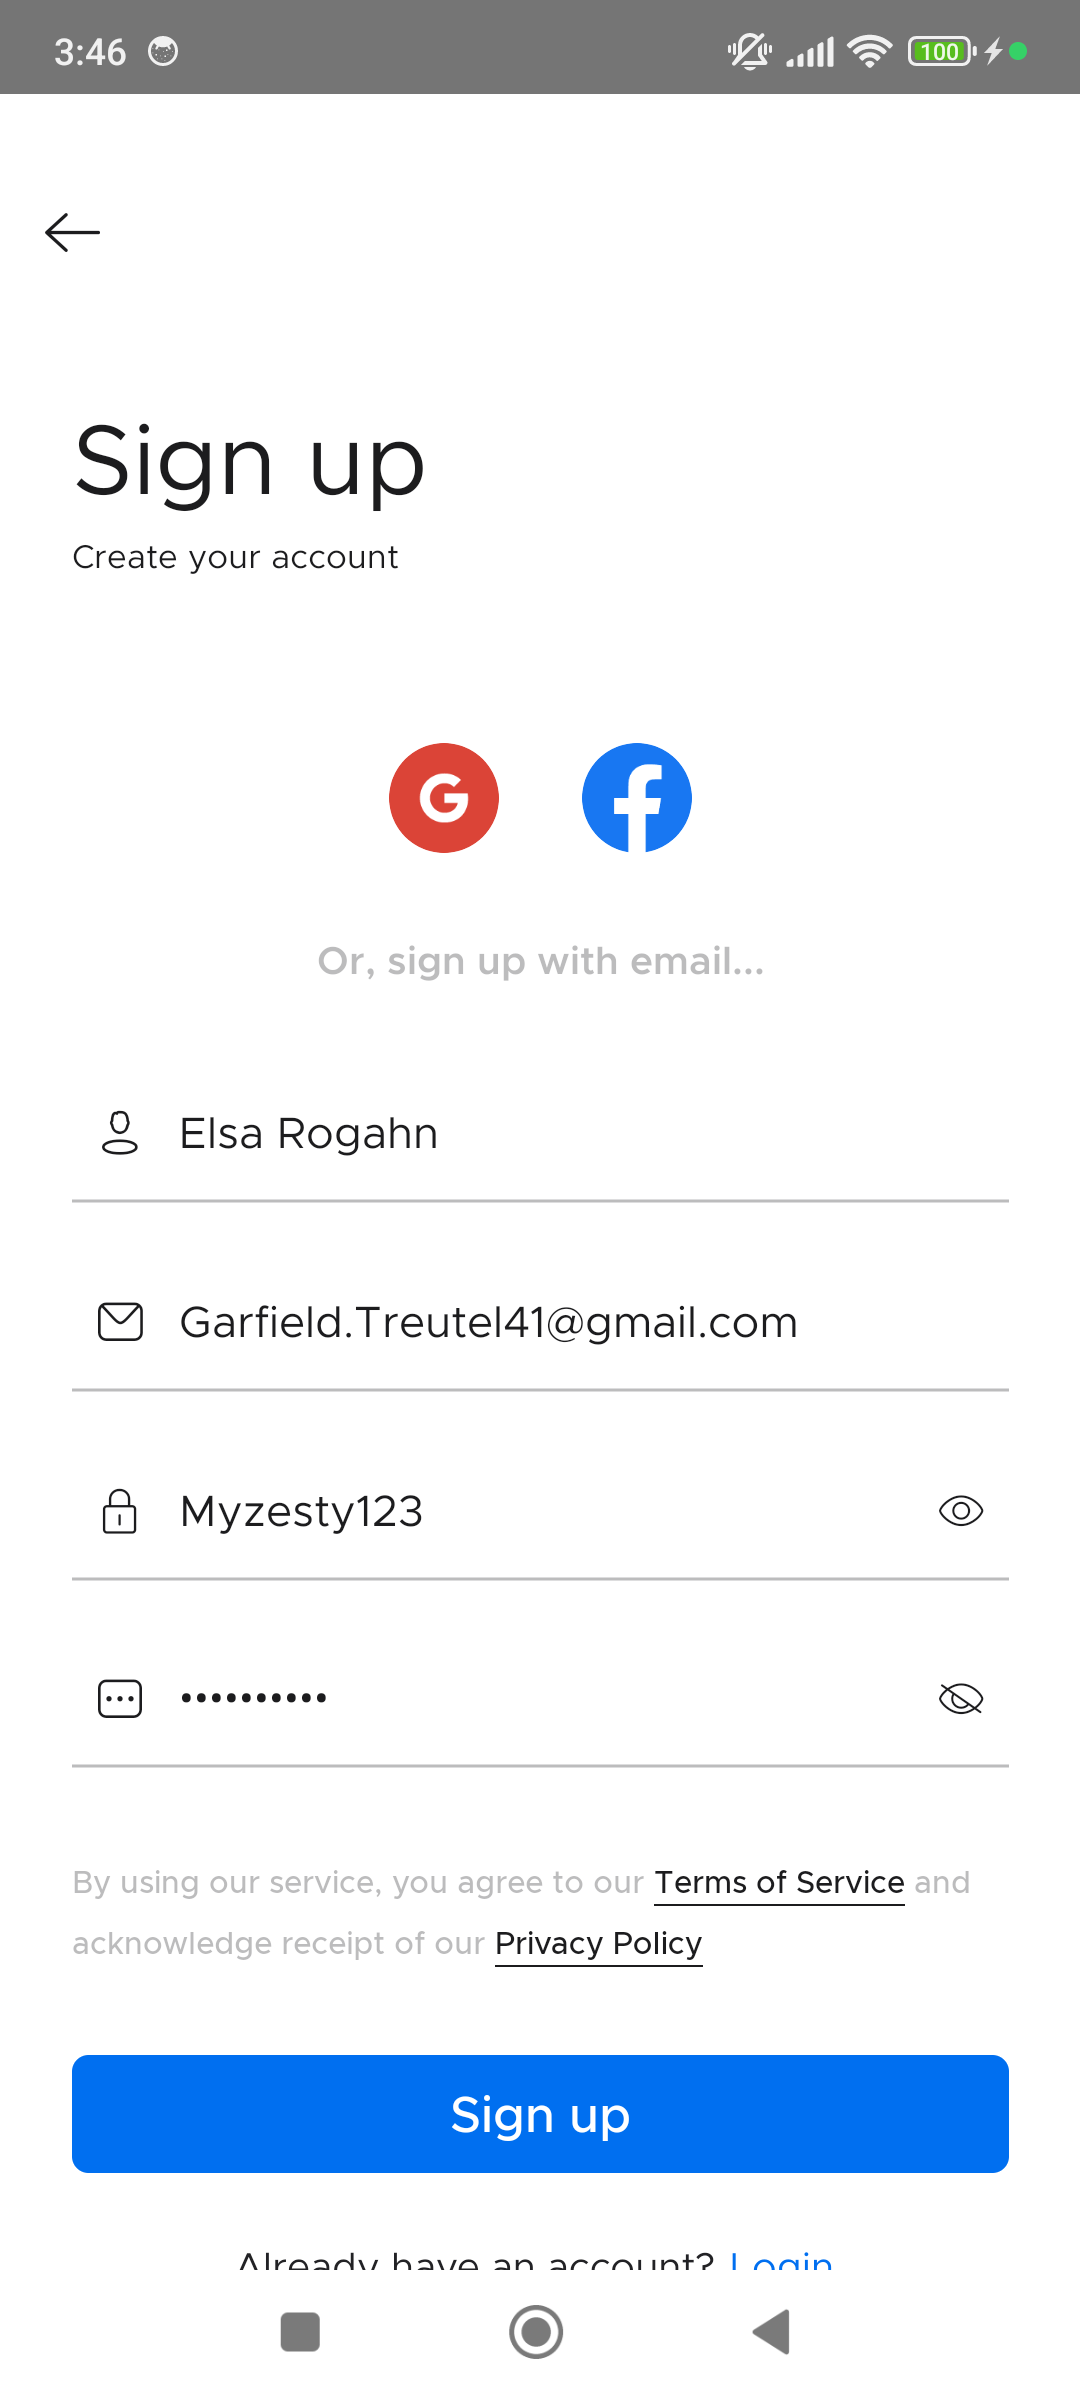 3:46
100
Sign up
Create your account
Or, sign up with email...
Elsa Rogahn
Garfield.Treutel41@gmail.com
Myzesty123
••••••••••
By using our service, you agree to our Terms of Service and
acknowledge receipt of our Privacy Policy
Sign up
Already have an account? Login